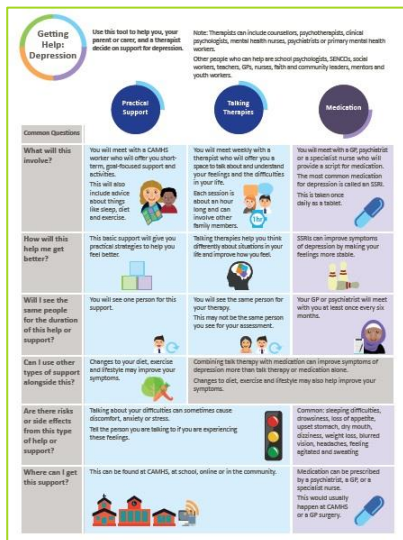 Getting
Help:
Depression
Use this tool to help you, your
parent or carer, and a therapist
decide on support for depression.
Note: Therapists can include counsellors, psychotherapists, clinical
psychologists, mental health nurses, psychiatrists or primary mental health
workers.
Other people who can help are school psychologists, SENCOs, social
workers, teachers, GPs, nurses, faith and community leaders, mentors and
youth workers.
Practical
Support
Talking
Therapies
Medication
Common Questions
What will this
involve?
You will meet with a CAMHS
worker who will offer you short-
term, goal-focused support and
activities.
This will also
include advice
about things
like sleep, diet
and exercise.
You will meet weekly with a
therapist who will offer you a
space to talk about and understand
your feelings and the difficulties in
your life.
Each session is
about an hour
long and can
involve other
family members.
1hr
You will meet with a GP, psychiatrist
or a specialist nurse who will
provide a script for medication.
The most common medication
for depression is called an SSRI.
This is taken once
daily as a tablet.
How will this
help me get
better?
This basic support will give you
practical strategies to help you
feel better.
Talking therapies help you think
differently about situations in your
life and improve how you feel.
SSRIs can improve symptoms
of depression by making your
feelings more stable.
Will I see the
same people
for the duration
of this help or
support?
You will see one person for this
support.
You will see the same person for
your therapy.
This may not be the same person
you see for your assessment.
Your GP or psychiatrist will meet
with you at least once every six
months.
Can I use other
types of support
alongside this?
Changes to your diet, exercise
and lifestyle may improve your
symptoms.
Combining talk therapy with medication can improve symptoms of
depression more than talk therapy or medication alone.
Changes to diet, exercise and lifestyle may also help improve your
symptoms.
Are there risks
or side effects
from this type
of help or
support?
Talking about your difficulties can sometimes cause
discomfort, anxiety or stress.
Tell the person you are talking to if you are experiencing
these feelings.
Common: sleeping difficulties,
drowsiness, loss of appetite,
upset stomach, dry mouth,
dizziness, weight loss, blurred
vision, headaches, feeling
agitated and sweating
Where can I get
this support?
This can be found at CAMHS, at school, online or in the community.
Medication can be prescribed
by a psychiatrist, a GP, or a
specialist nurse.
This would usually
happen at CAMHS
or a GP surgery.